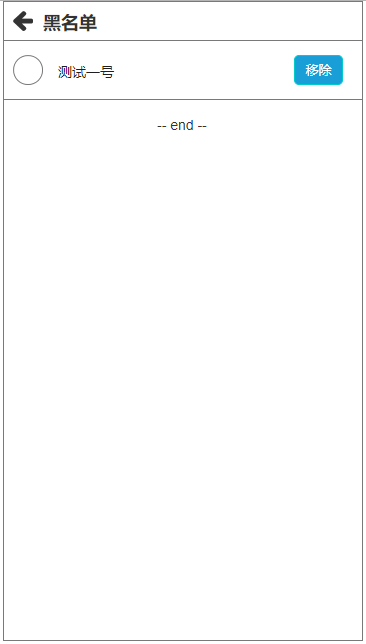 黑名单
测试一号
移除
-- end --